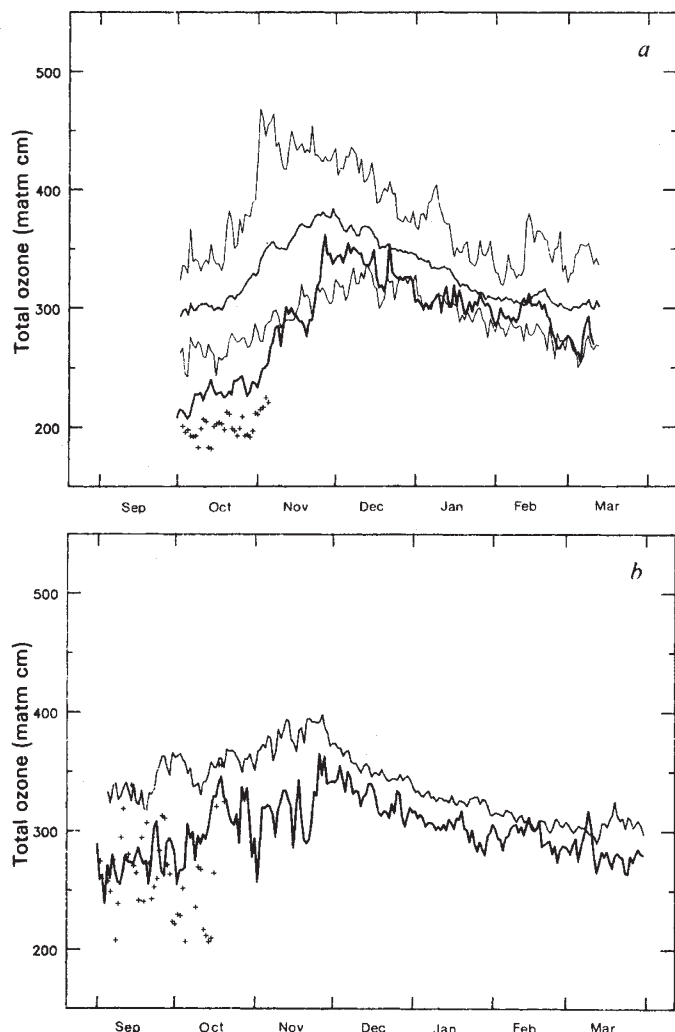 a
500
400
300
200
Total ozone (matm cm)
Sep Oct Nov Dec Jan Feb Mar
b
500
400
300
200
Total ozone (matm cm)
Sep Oct Nov Dec Jan Feb Mar